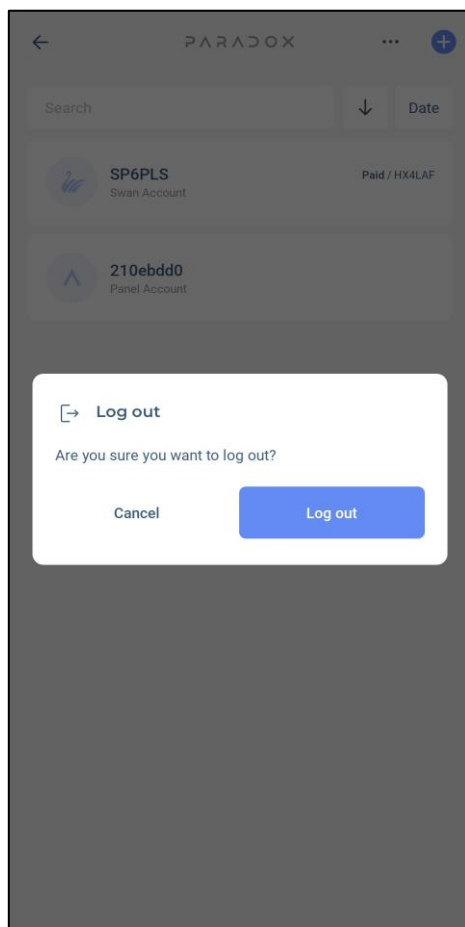 PARADOX
Search
Date
SP6PLS
Paid / HX4LAF
Swan Account
210ebdd0
Panel Account
Log out
Are you sure you want to log out?
Cancel
Log out